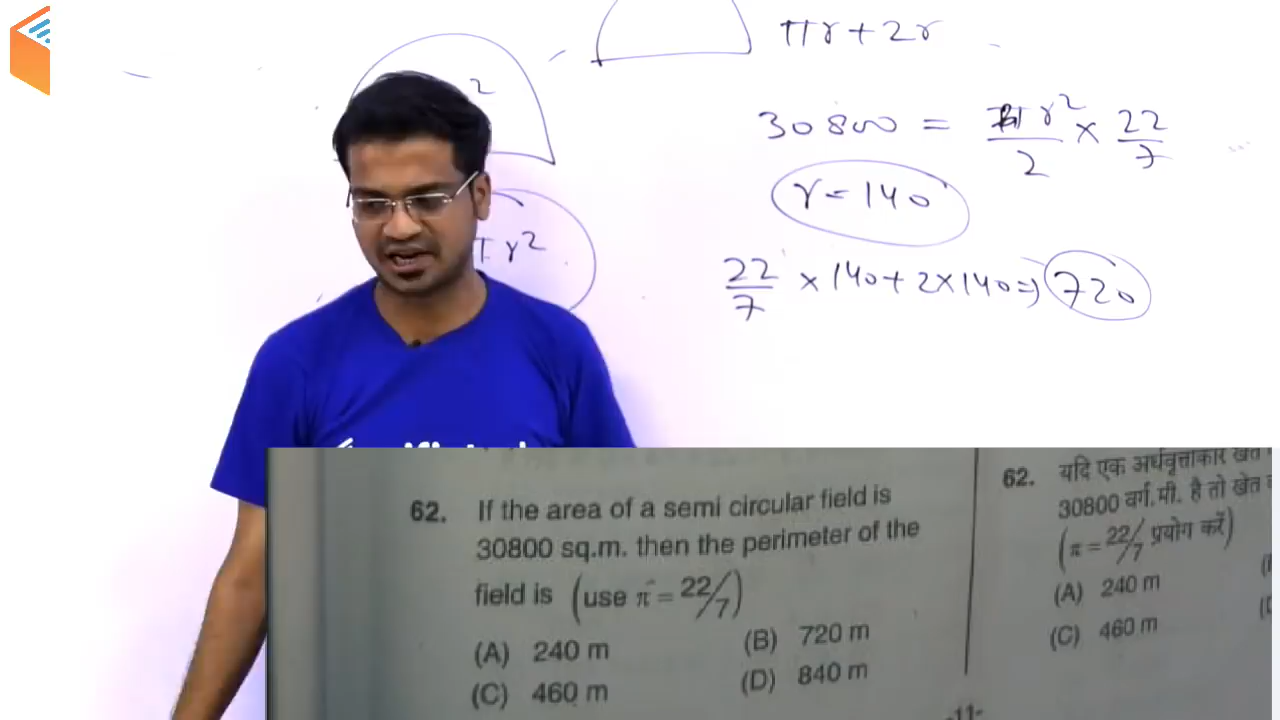 πr + 2r
2
30800 = r² / 2 × 22/7
r = 140
πr²
22/7 × 140 + 2 × 140 ⇒ 720
62. If the area of a semi circular field is
30800 sq.m. then the perimeter of the
field is (use π = 22/7)
(A) 240 m (B) 720 m
(C) 460 m (D) 840 m
-11-
62. यदि एक अर्धवृत्ताकार खेत
30800 वर्ग.मी. है तो खेत
(π = 22/7 प्रयोग करें)
(A) 240 m
(C) 460 m